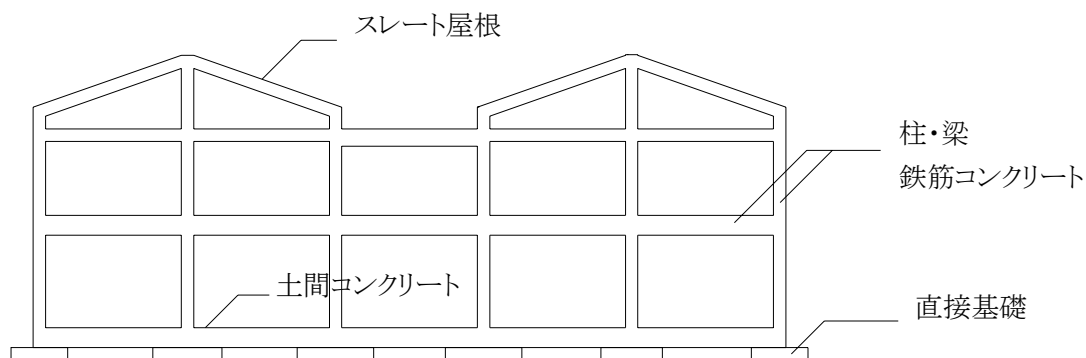 スレート屋根
柱・梁
鉄筋コンクリート
土間コンクリート
直接基礎